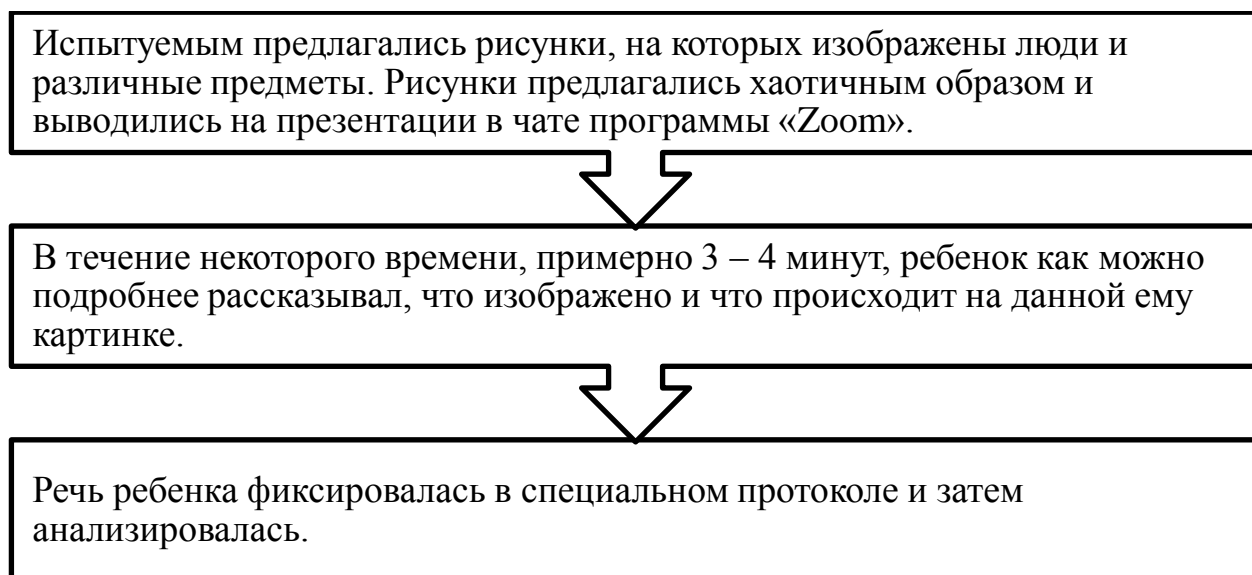 Испытуемым предлагались рисунки, на которых изображены люди и
различные предметы. Рисунки предлагались хаотичным образом и
выводились на презентации в чате программы «Zoom».
В течение некоторого времени, примерно 3 – 4 минут, ребенок как можно
подробнее рассказывал, что изображено и что происходит на данной ему
картинке.
Речь ребенка фиксировалась в специальном протоколе и затем
анализировалась.